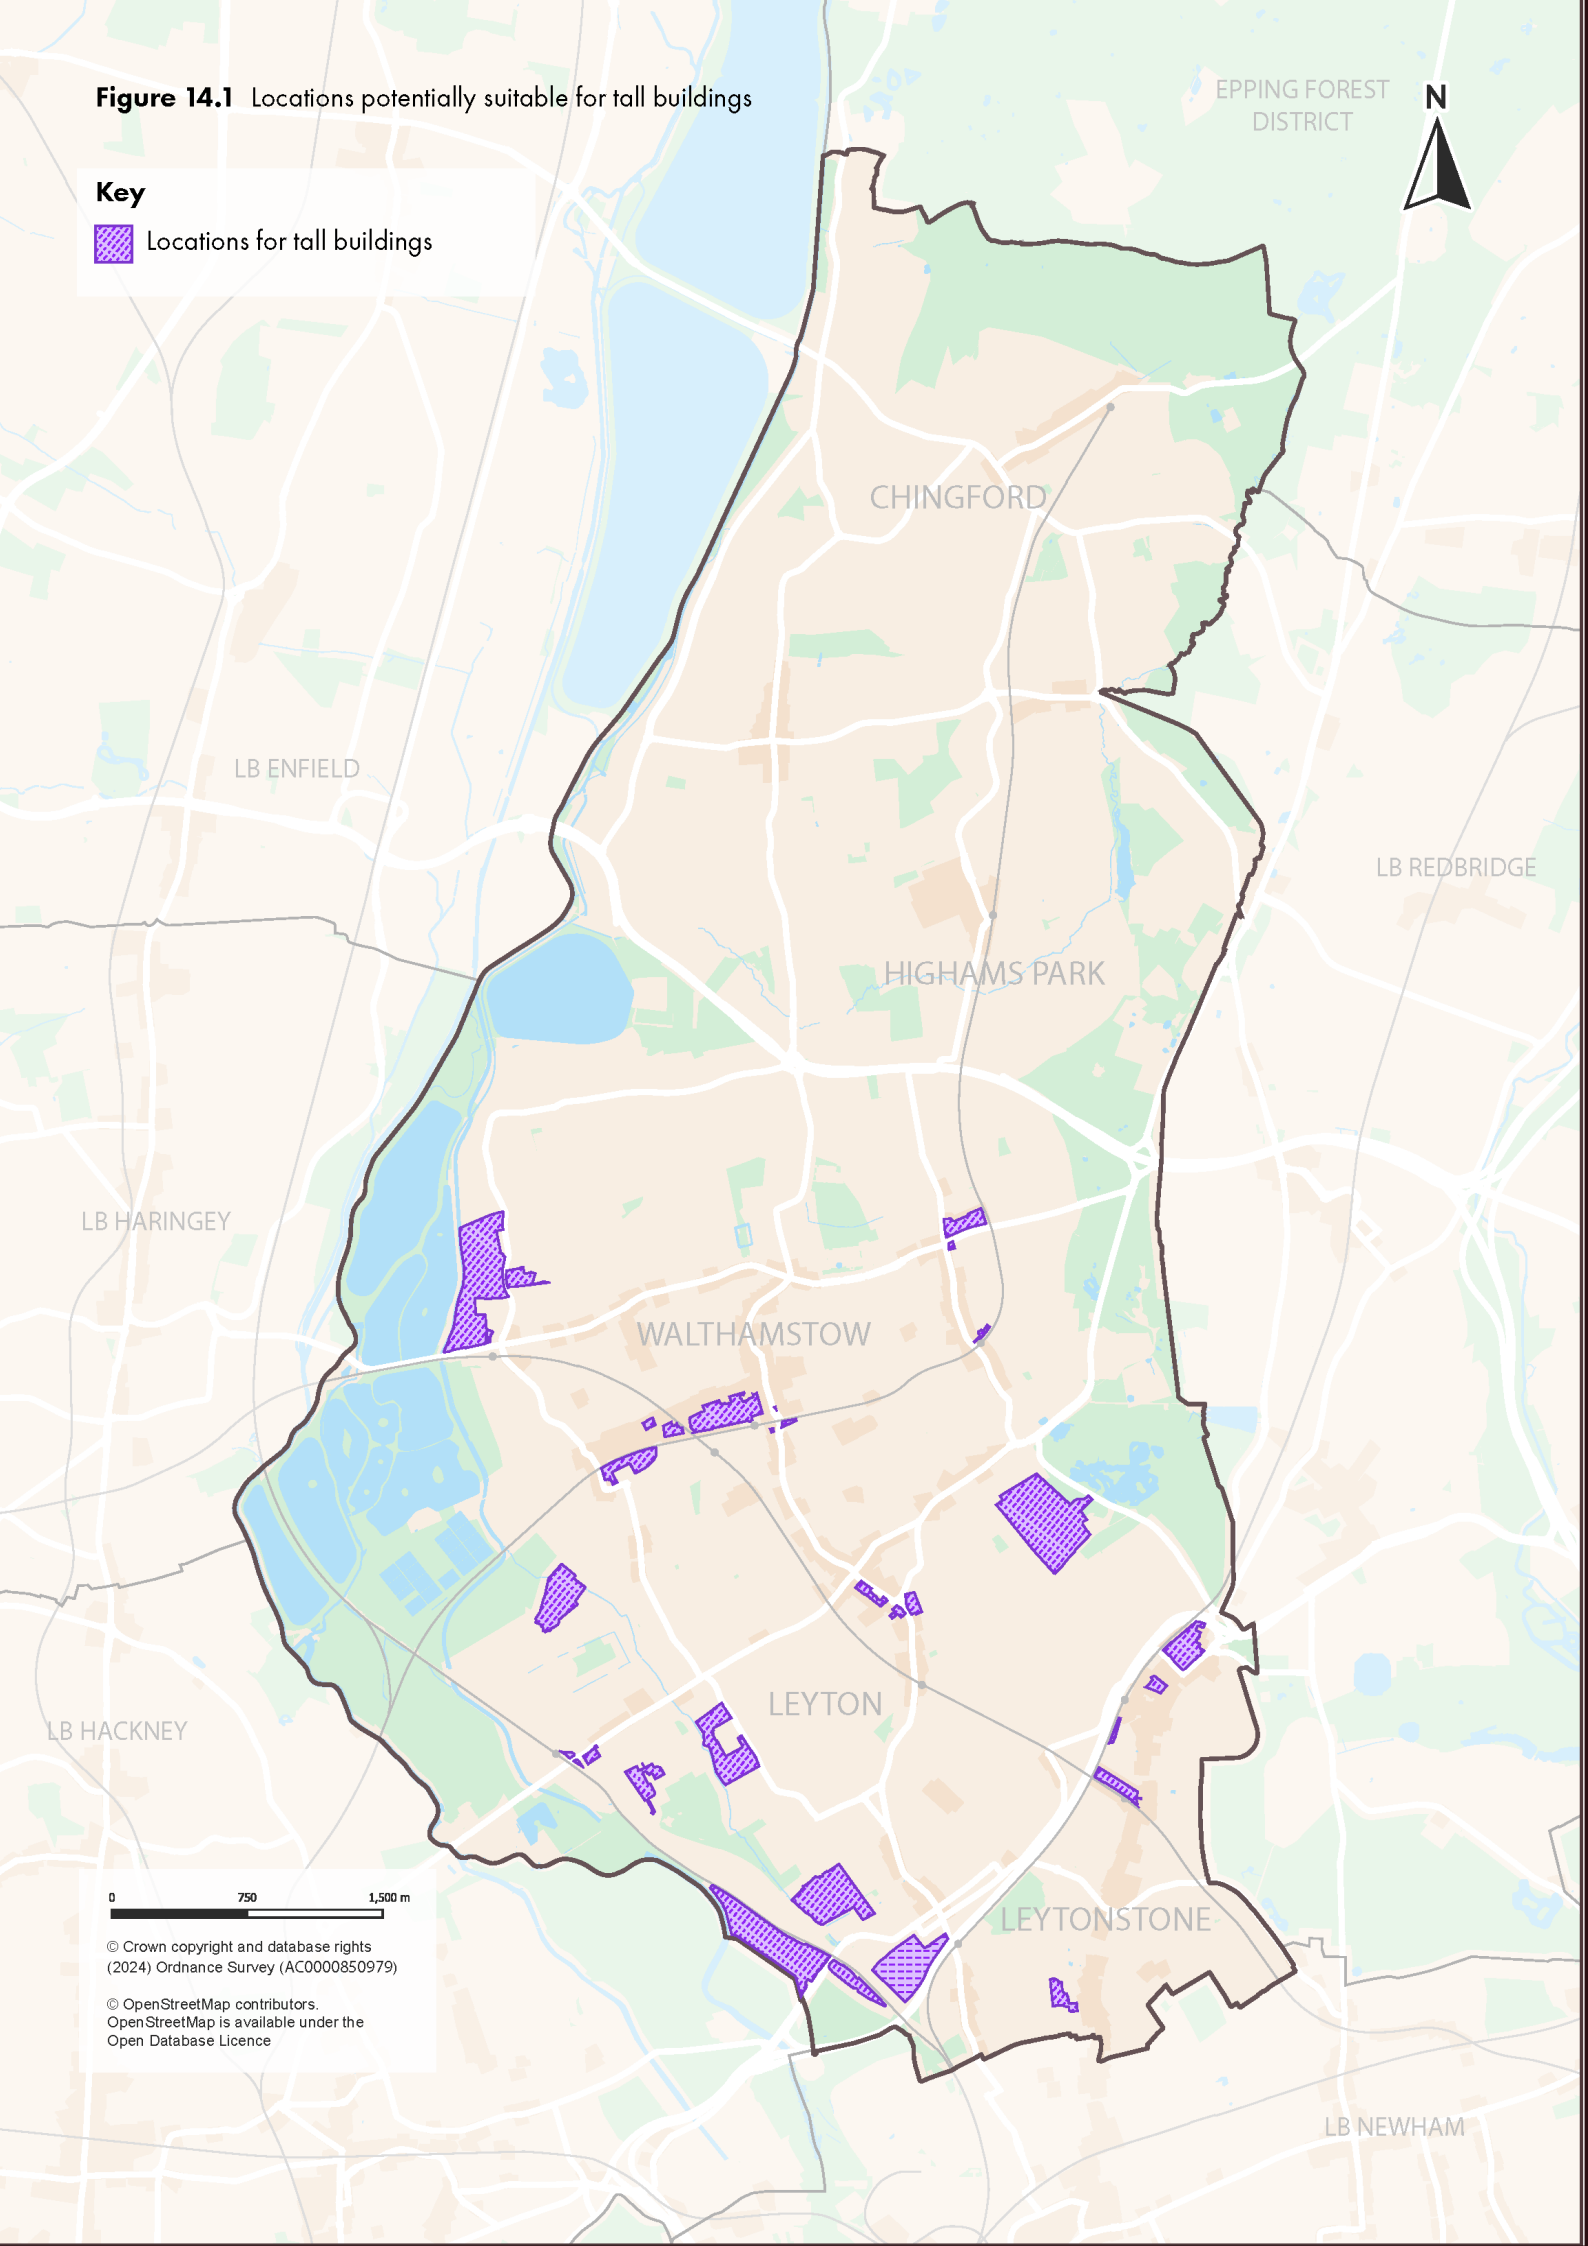 Figure 14.1 Locations potentially suitable for tall buildings
EPPING FOREST
DISTRICT
N
Key
Locations for tall buildings
CHINGFORD
LB ENFIELD
LB REDBRIDGE
HIGHAMS PARK
LB HARINGEY
WALTHAMSTOW
LEYTON
LB HACKNEY
LEYTONSTONE
0 750 1,500 m
© Crown copyright and database rights
(2024) Ordnance Survey (AC0000850979)
© OpenStreetMap contributors.
OpenStreetMap is available under the
Open Database Licence
LB NEWHAM